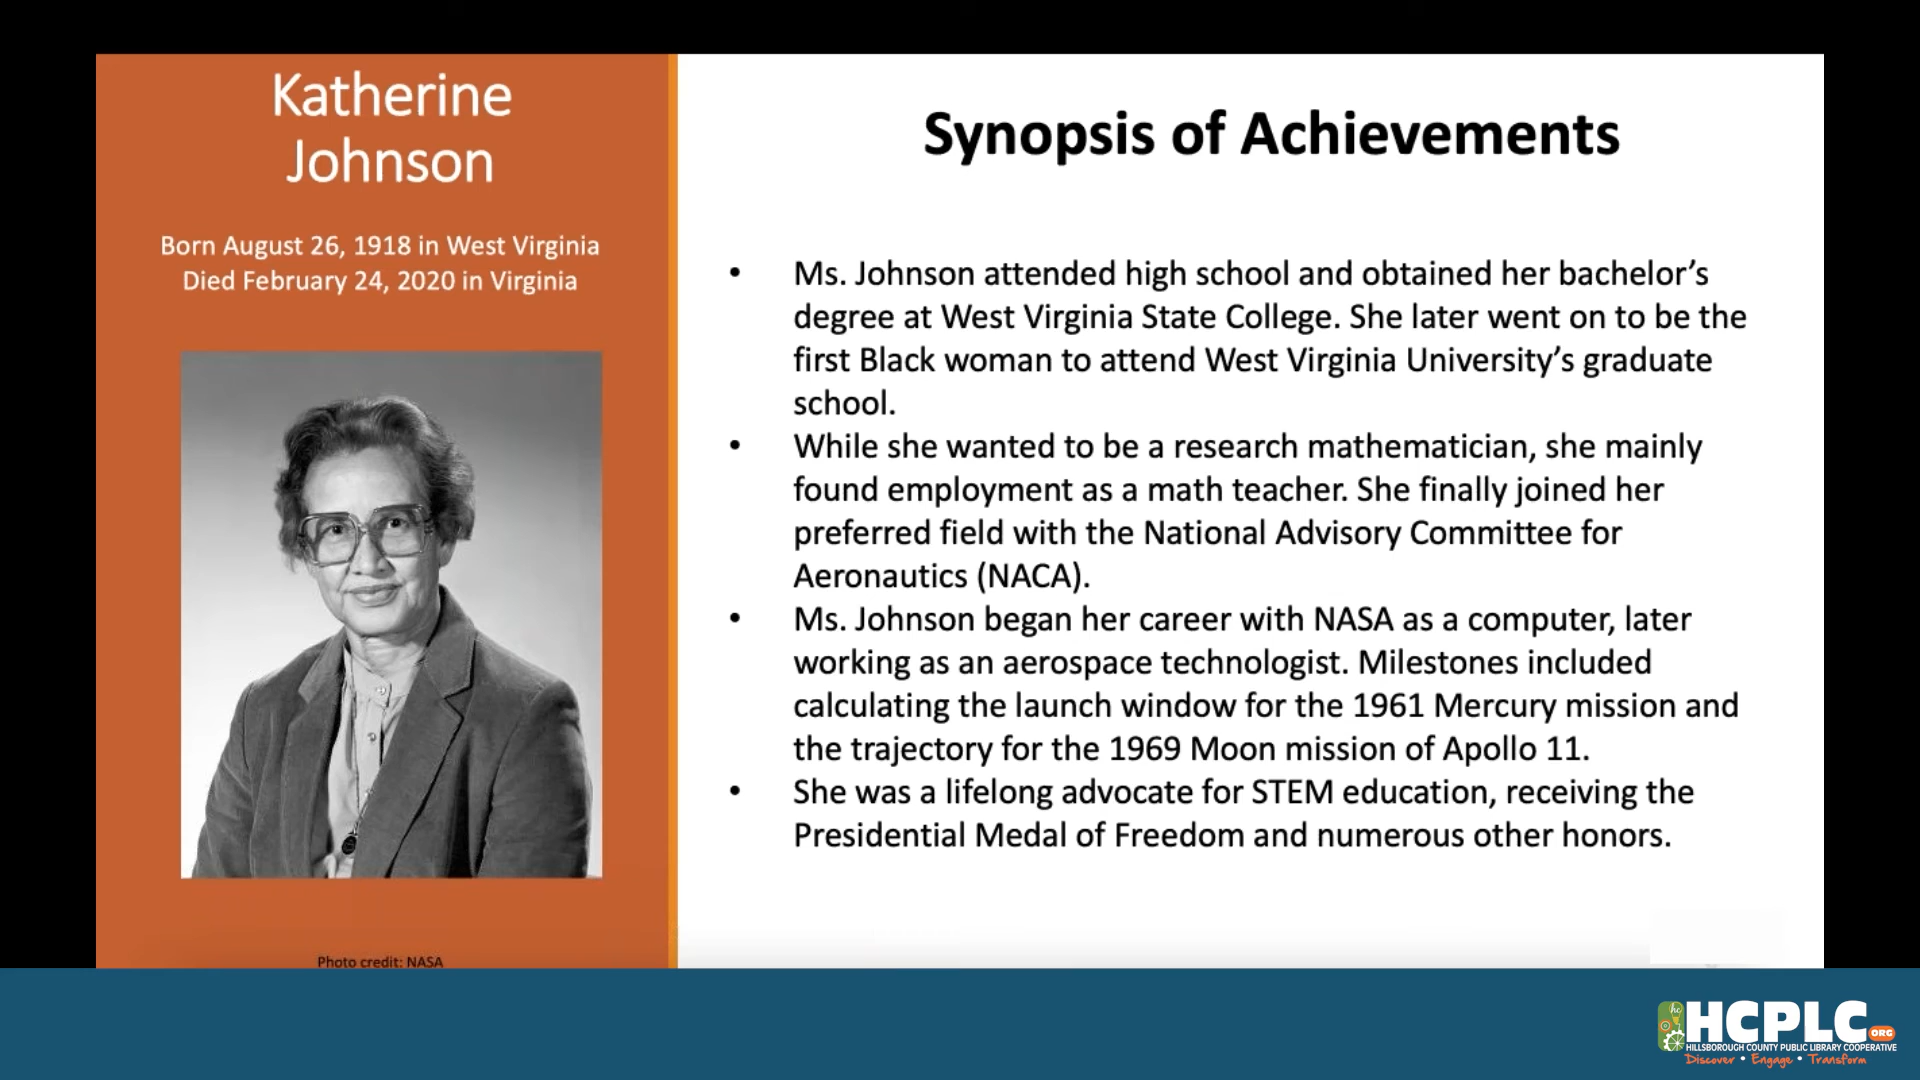 Katherine
Johnson
Born August 26, 1918 in West Virginia
Died February 24, 2020 in Virginia
Photo credit: NASA
Synopsis of Achievements
• Ms. Johnson attended high school and obtained her bachelor’s
degree at West Virginia State College. She later went on to be the
first Black woman to attend West Virginia University’s graduate
school.
• While she wanted to be a research mathematician, she mainly
found employment as a math teacher. She finally joined her
preferred field with the National Advisory Committee for
Aeronautics (NACA).
• Ms. Johnson began her career with NASA as a computer, later
working as an aerospace technologist. Milestones included
calculating the launch window for the 1961 Mercury mission and
the trajectory for the 1969 Moon mission of Apollo 11.
• She was a lifelong advocate for STEM education, receiving the
Presidential Medal of Freedom and numerous other honors.
hc
HCPLC.ORG
HILLSBOROUGH COUNTY PUBLIC LIBRARY COOPERATIVE
Discover • Engage • Transform